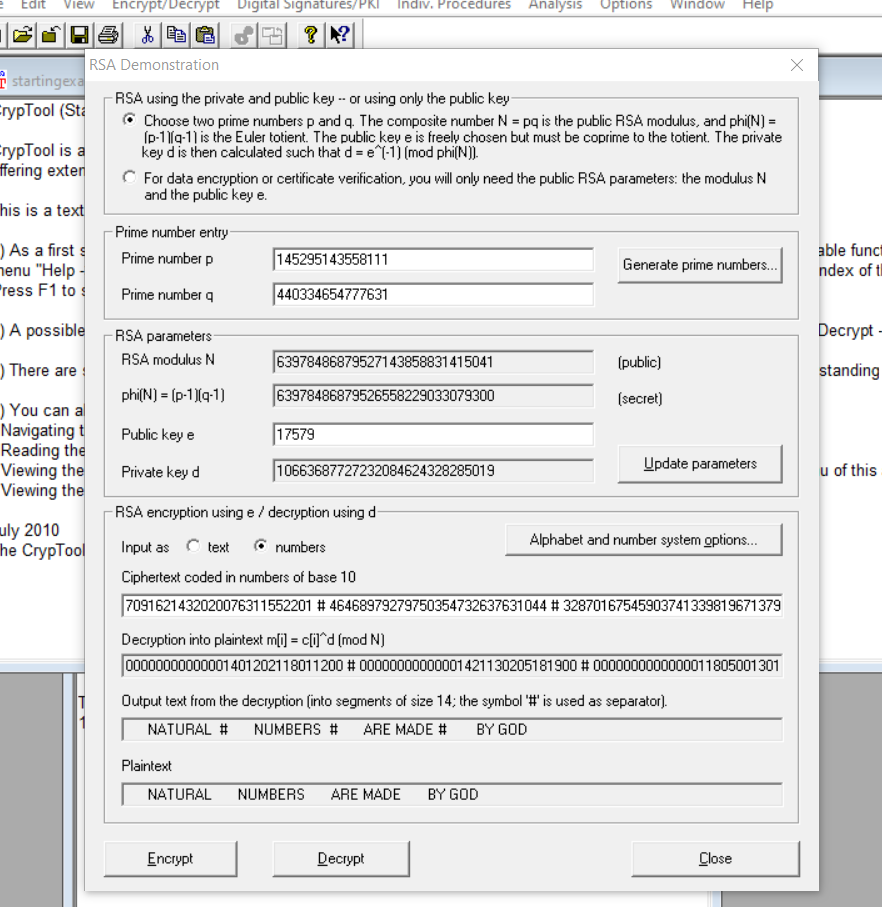 Edit View Encrypt/Decrypt Digital Signatures/PKI Indiv. Procedures Analysis Options Window Help
RSA Demonstration
startingexa
RSA using the private and public key -- or using only the public key
CrypTool (Sta
Choose two prime numbers p and q. The composite number N = pq is the public RSA modulus, and phi(N) =
(p-1)(q-1) is the Euler totient. The public key e is freely chosen but must be coprime to the totient. The private
key d is then calculated such that d = e^(-1) (mod phi(N)).
CrypTool is a
offering exten
For data encryption or certificate verification, you will only need the public RSA parameters: the modulus N
and the public key e.
This is a text
Prime number entry
) As a first s
able func
Prime number p
145295143558111
Generate prime numbers...
menu "Help -
ndex of th
Press F1 to s
Prime number q
440334654777631
) A possible
Decrypt -
RSA parameters
RSA modulus N
63978486879527143858831415041
(public)
) There are s
standing
phi(N) = (p-1)(q-1)
63978486879526558229033079300
(secret)
) You can al
Navigating t
Public key e
17579
Reading the
Viewing the
Private key d
10663687727232084624328285019
Update parameters
u of this
Viewing the
RSA encryption using e / decryption using d
July 2010
The CrypTool
Input as text numbers
Alphabet and number system options...
Ciphertext coded in numbers of base 10
7091621432020076311552201 # 46468979279750354732637631044 # 32870167545903741339819671379
Decryption into plaintext m[i] = c[i]^d (mod N)
00000000000001401202118011200 # 00000000000001421130205181900 # 00000000000000011805001301
Output text from the decryption (into segments of size 14; the symbol '#' is used as separator).
NATURAL # NUMBERS # ARE MADE # BY GOD
Plaintext
NATURAL NUMBERS ARE MADE BY GOD
Encrypt Decrypt Close